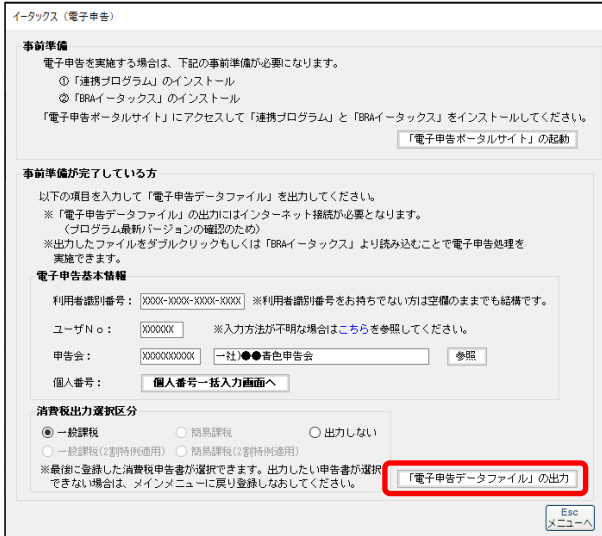 イータックス（電子申告）
事前準備
電子申告を実施する場合は、下記の事前準備が必要になります。
①「連携プログラム」のインストール
②「BRAイータックス」のインストール
「電子申告ポータルサイト」にアクセスして「連携プログラム」と「BRAイータックス」をインストールしてください。
「電子申告ポータルサイト」の起動
事前準備が完了している方
以下の項目を入力して「電子申告データファイル」を出力してください。
※「電子申告データファイル」の出力にはインターネット接続が必要となります。
（プログラム最新バージョンの確認のため）
※出力したファイルをダブルクリックもしくは「BRAイータックス」より読み込むことで電子申告処理を
実施できます。
電子申告基本情報
利用者識別番号： XXXX-XXXX-XXXX-XXXX ※利用者識別番号をお持ちでない方は空欄のままでも結構です。
ユーザNo： XXXXXX ※入力方法が不明な場合はこちらを参照してください。
申告会： XXXXXXXXXX 一社)●●青色申告会 参照
個人番号： 個人番号一括入力画面へ
消費税出力選択区分
一般課税 簡易課税 出力しない
一般課税(2割特例適用) 簡易課税(2割特例適用)
※最後に登録した消費税申告書が選択できます。出力したい申告書が選択
できない場合は、メインメニューに戻り登録しなおしてください。
「電子申告データファイル」の出力
Esc
メニューへ